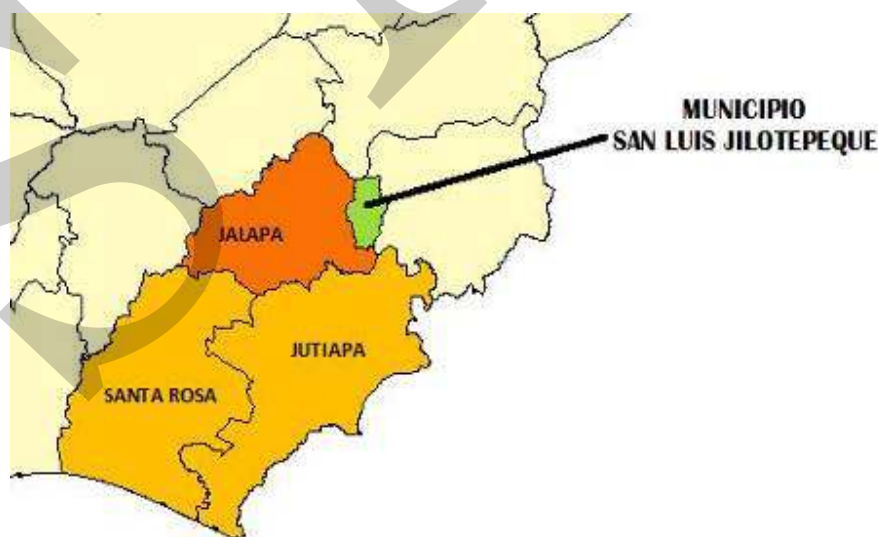 MUNICIPIO
SAN LUIS JILOTEPEQUE
JALAPA
JUTIAPA
SANTA ROSA